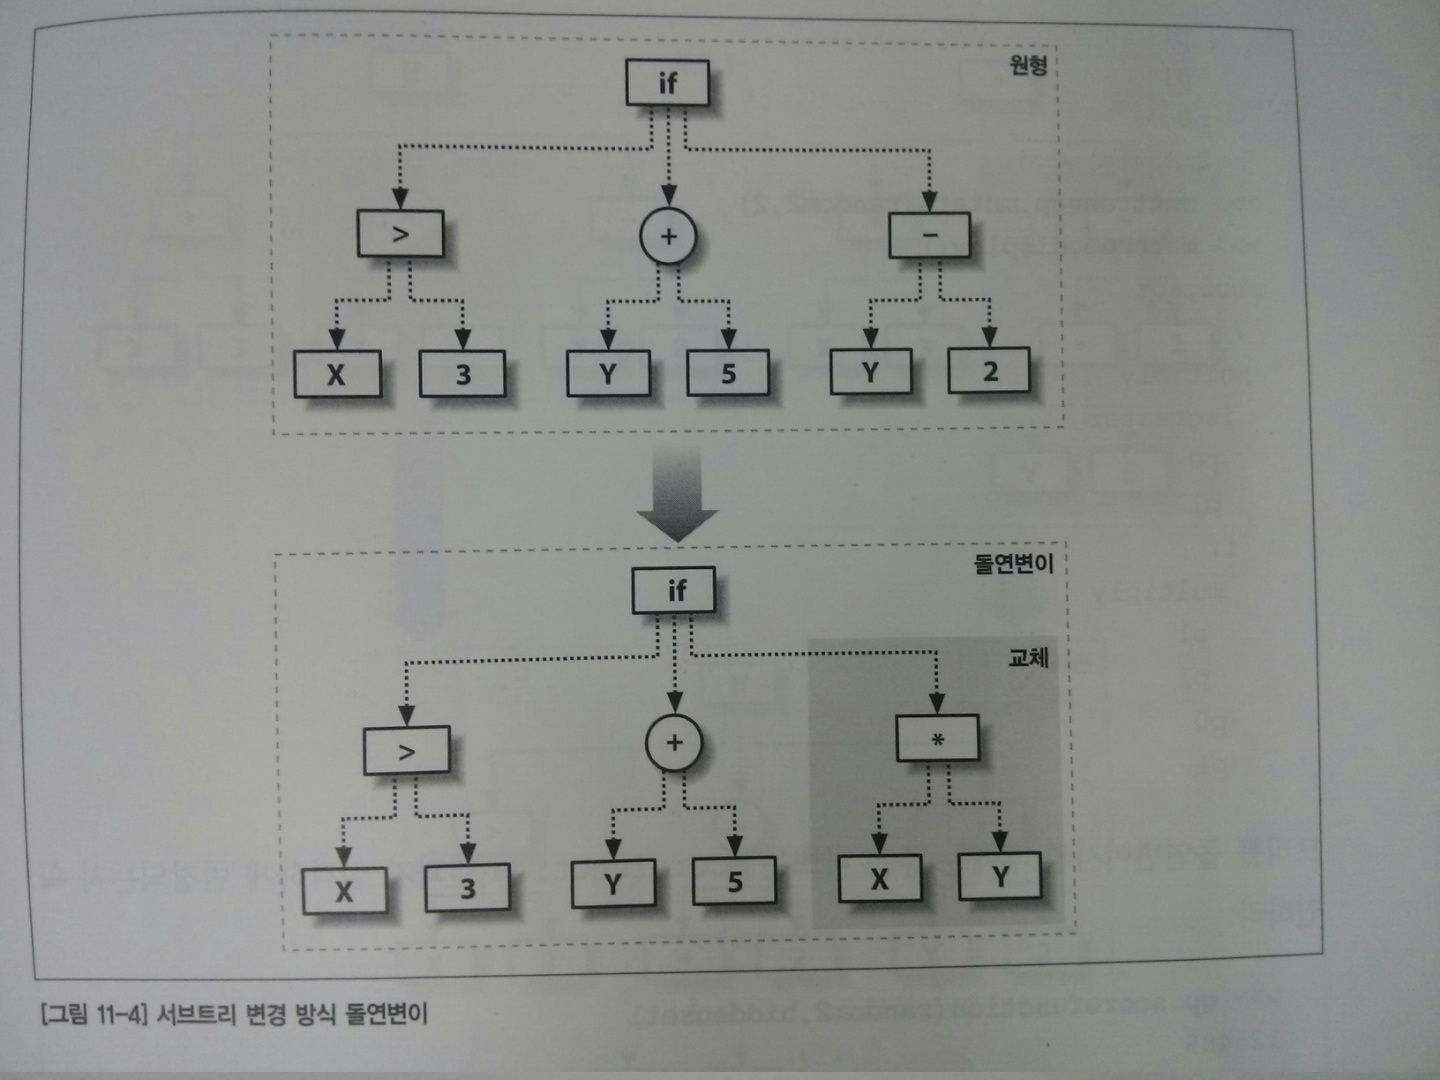 원형
if
> + -
X 3 Y 5 Y 2
돌연변이
if
교체
> + *
X 3 Y 5 X Y
[그림 11-4] 서브트리 변경 방식 돌연변이